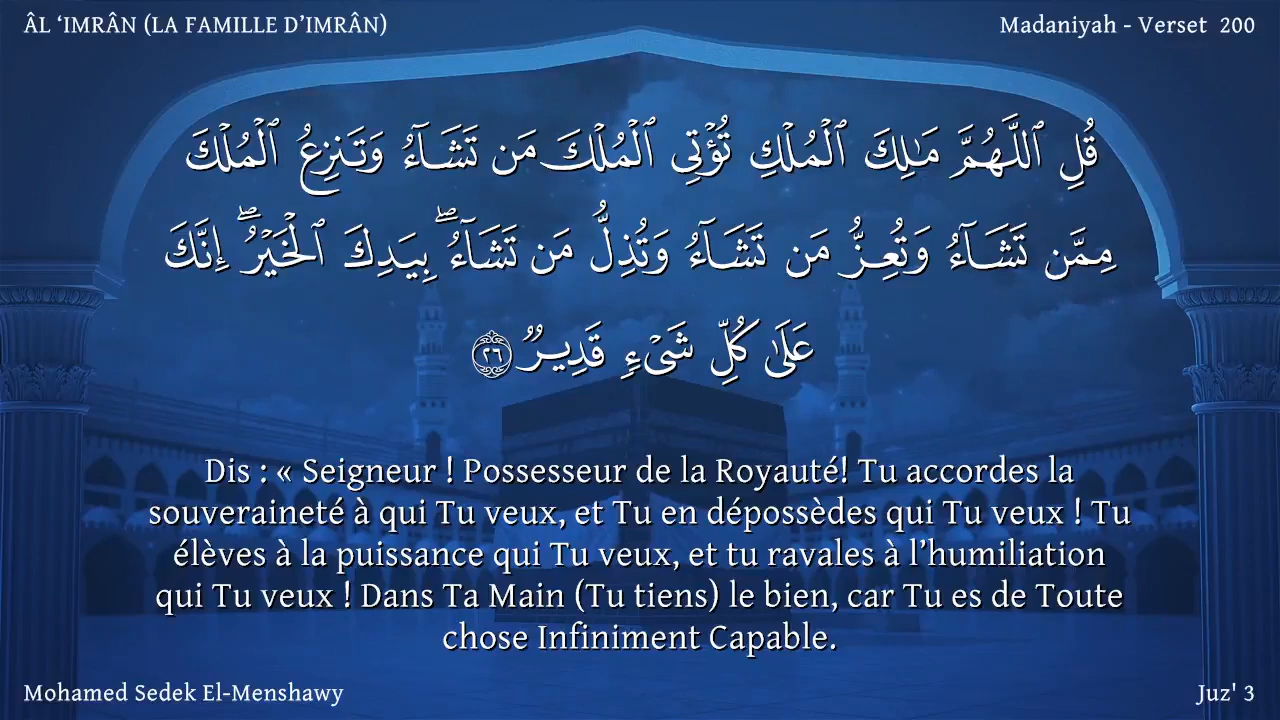 ÂL ‘IMRÂN (LA FAMILLE D’IMRÂN)
Madaniyah - Verset 200
قُلِ ٱللَّهُمَّ مَـٰلِكَ ٱلْمُلْكِ تُؤْتِى ٱلْمُلْكَ مَن تَشَآءُ وَتَنزِعُ ٱلْمُلْكَ
مِمَّن تَشَآءُ وَتُعِزُّ مَن تَشَآءُ وَتُذِلُّ مَن تَشَآءُ ۖ بِيَدِكَ ٱلْخَيْرُ ۖ إِنَّكَ
عَلَىٰ كُلِّ شَىْءٍ قَدِيرٌ ٢٦
Dis : « Seigneur ! Possesseur de la Royauté! Tu accordes la
souveraineté à qui Tu veux, et Tu en dépossèdes qui Tu veux ! Tu
élèves à la puissance qui Tu veux, et tu ravales à l’humiliation
qui Tu veux ! Dans Ta Main (Tu tiens) le bien, car Tu es de Toute
chose Infiniment Capable.
Mohamed Sedek El-Menshawy
Juz' 3